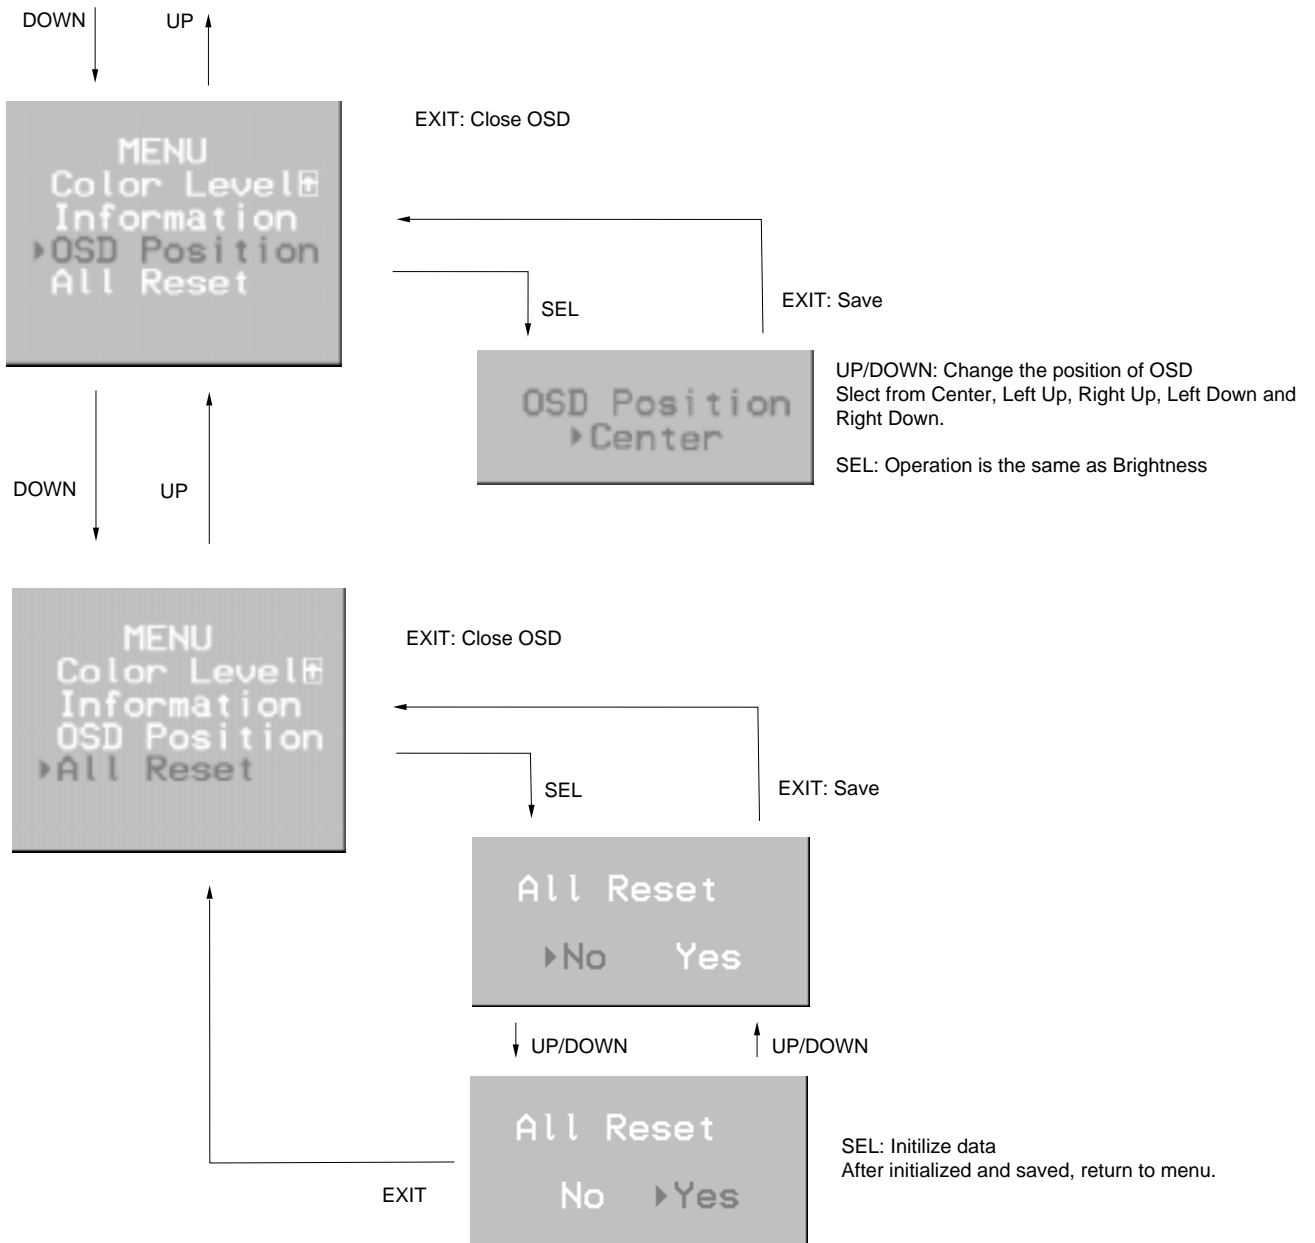 DOWN
UP
MENU
Color Level↑
Information
▶OSD Position
All Reset
EXIT: Close OSD
SEL
EXIT: Save
OSD Position
▶Center
UP/DOWN: Change the position of OSD
Slect from Center, Left Up, Right Up, Left Down and
Right Down.
SEL: Operation is the same as Brightness
DOWN
UP
MENU
Color Level↑
Information
OSD Position
▶All Reset
EXIT: Close OSD
SEL
EXIT: Save
All Reset
▶No Yes
UP/DOWN
UP/DOWN
All Reset
No ▶Yes
EXIT
SEL: Initilize data
After initialized and saved, return to menu.